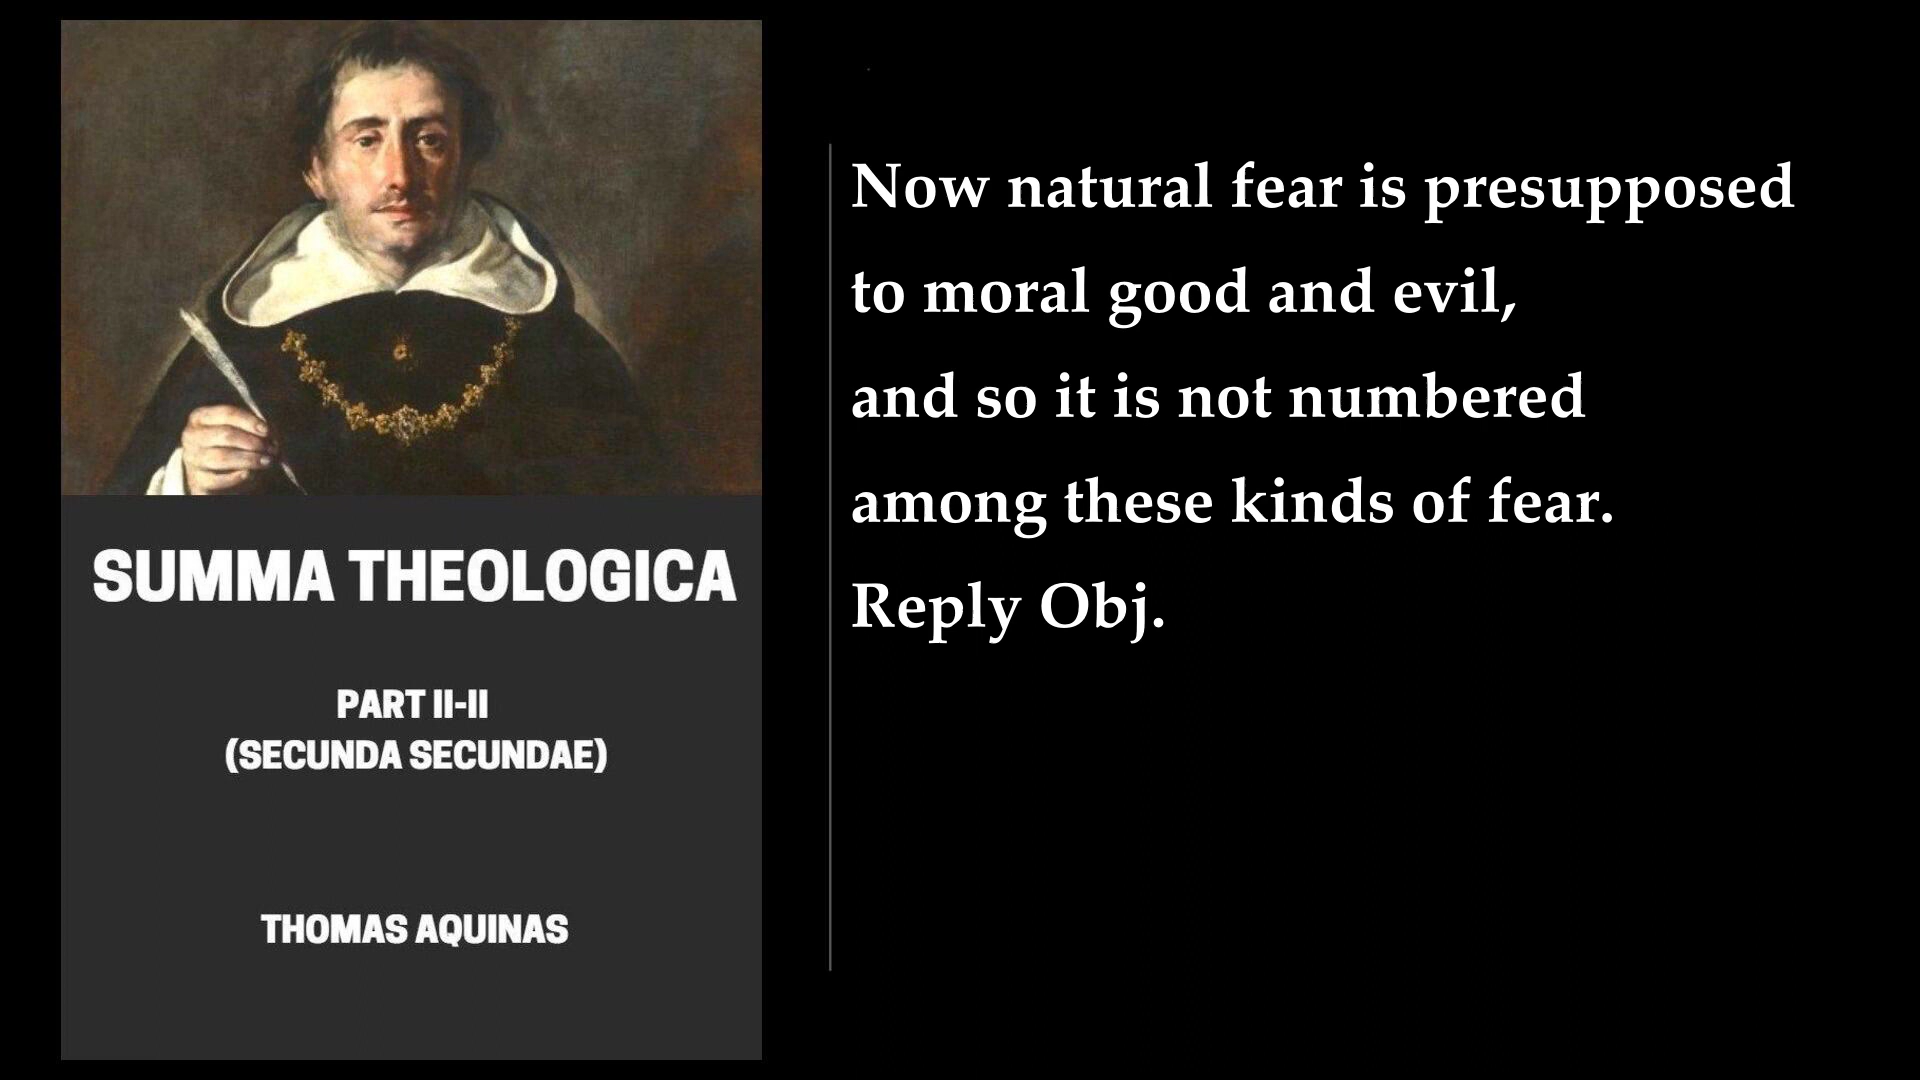 SUMMA THEOLOGICA
PART II-II
(SECUNDA SECUNDAE)
THOMAS AQUINAS
Now natural fear is presupposed
to moral good and evil,
and so it is not numbered
among these kinds of fear.
Reply Obj.